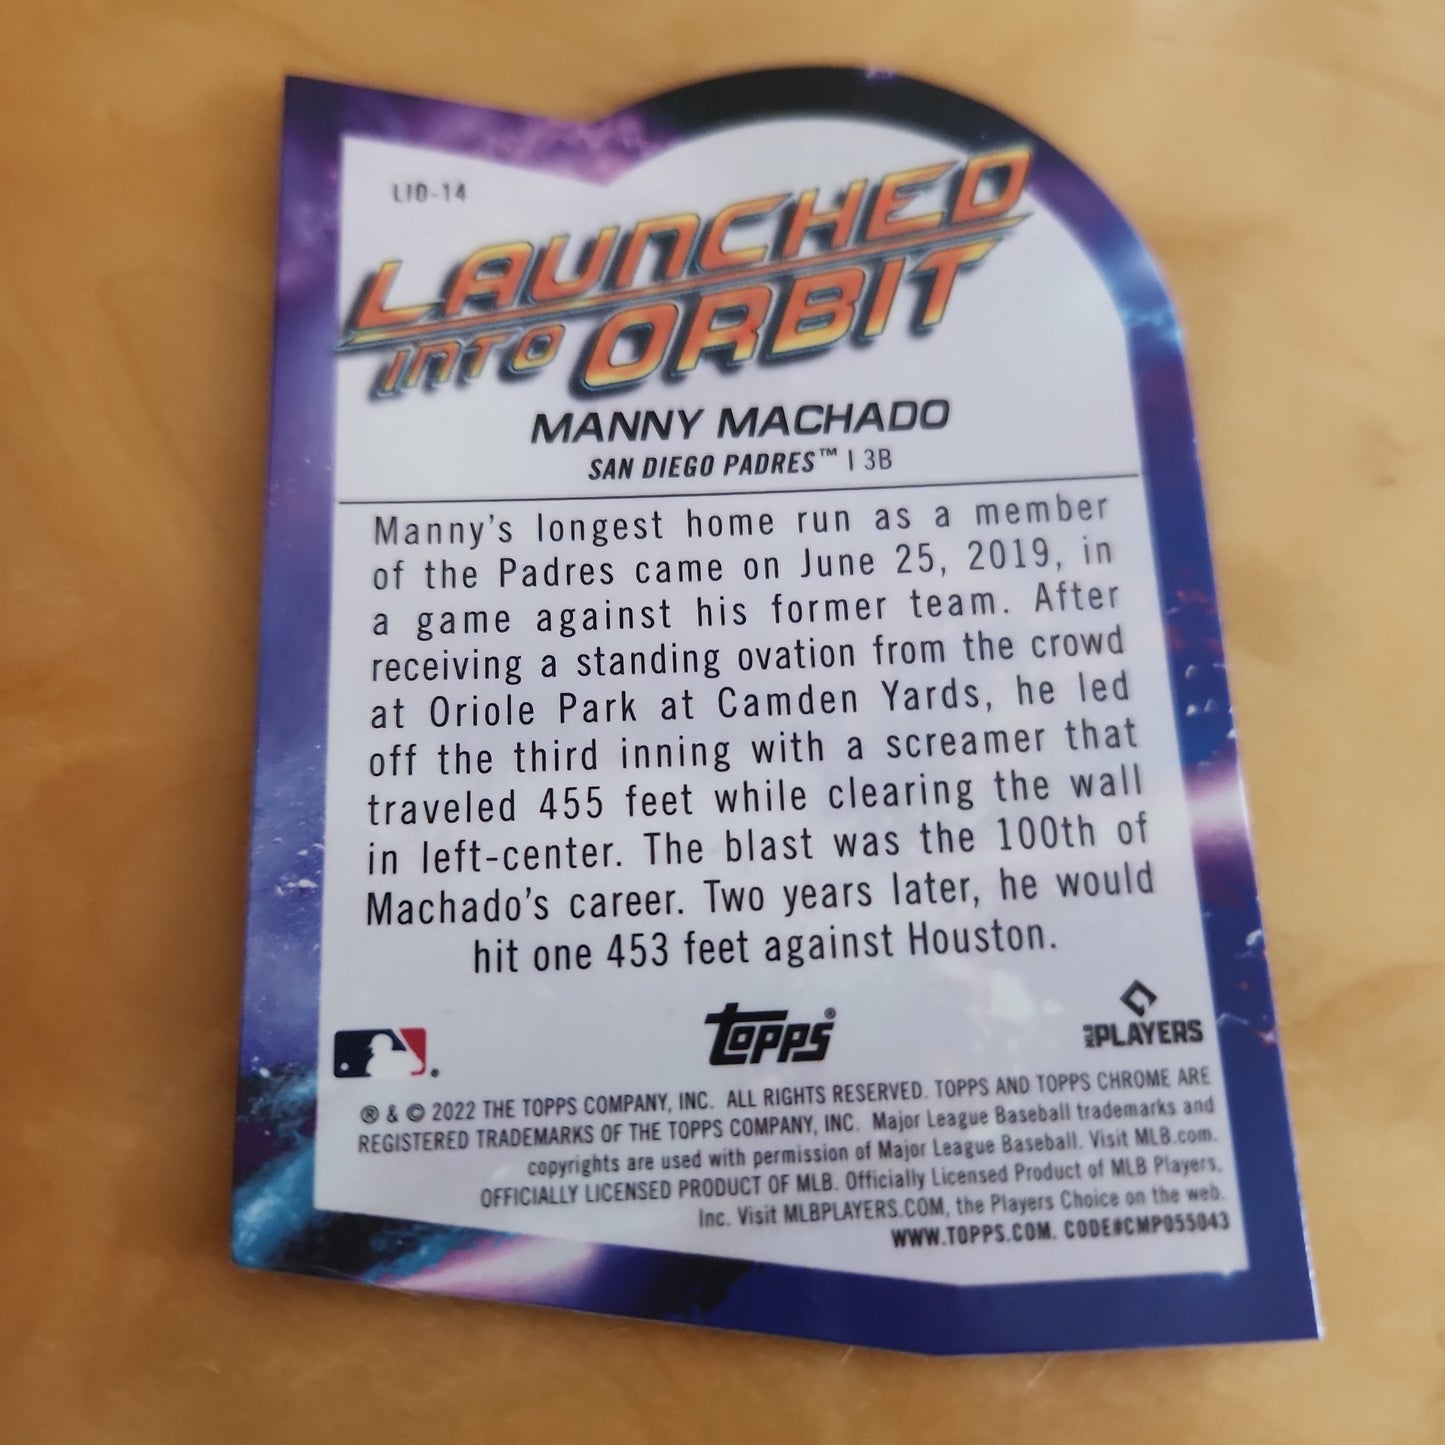 LIO-14
LAUNCHED
INTO ORBIT
MANNY MACHADO
SAN DIEGO PADRES™ | 3B
Manny's longest home run as a member
of the Padres came on June 25, 2019, in
a game against his former team. After
receiving a standing ovation from the crowd
at Oriole Park at Camden Yards, he led
off the third inning with a screamer that
traveled 455 feet while clearing the wall
in left-center. The blast was the 100th of
Machado's career. Two years later, he would
hit one 453 feet against Houston.
TOPPS®
MLB PLAYERS
® & © 2022 THE TOPPS COMPANY, INC. ALL RIGHTS RESERVED. TOPPS AND TOPPS CHROME ARE
REGISTERED TRADEMARKS OF THE TOPPS COMPANY, INC. Major League Baseball trademarks and
copyrights are used with permission of Major League Baseball. Visit MLB.com.
OFFICIALLY LICENSED PRODUCT OF MLB. Officially Licensed Product of MLB Players,
Inc. Visit MLBPLAYERS.COM, the Players Choice on the web.
WWW.TOPPS.COM. CODE#CMP055043